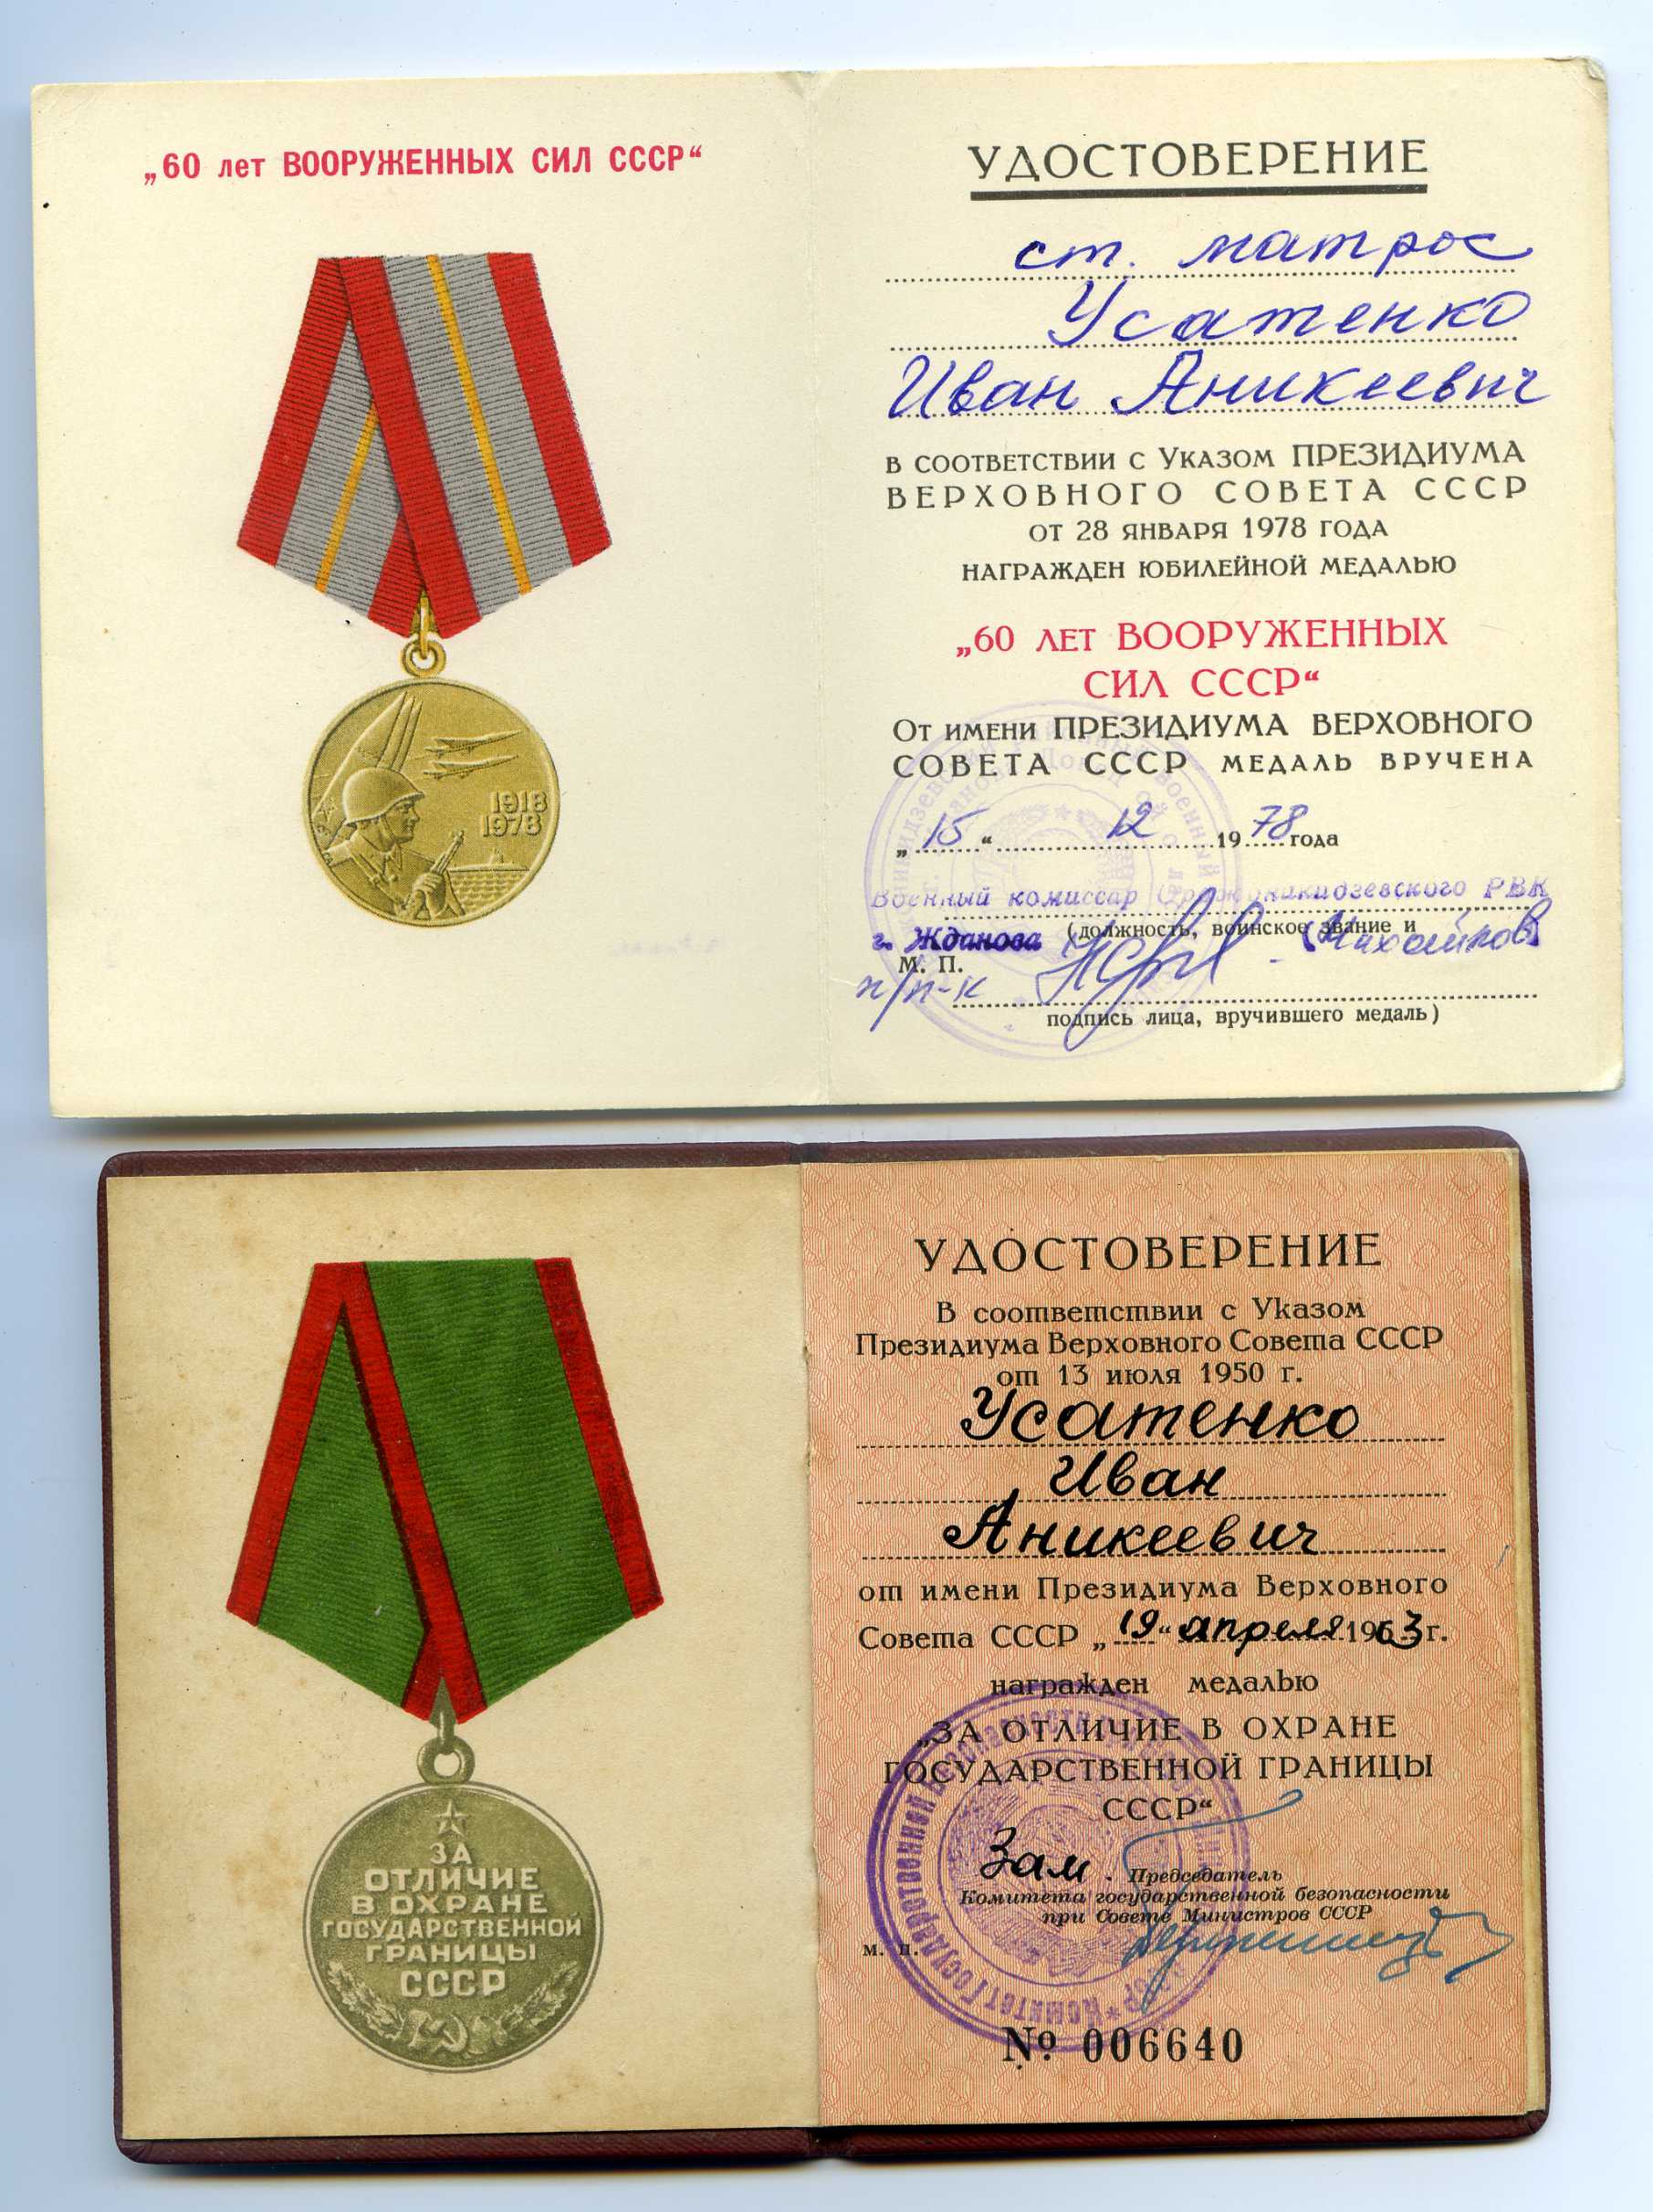 „60 лет ВООРУЖЕННЫХ СИЛ СССР“
1918
1978
УДОСТОВЕРЕНИЕ
ст. матрос
Усатенко
Иван Аникеевич
в соответствии с Указом ПРЕЗИДИУМА
ВЕРХОВНОГО СОВЕТА СССР
от 28 января 1978 года
награжден юбилейной медалью
„60 лет ВООРУЖЕННЫХ
СИЛ СССР“
От имени ПРЕЗИДИУМА ВЕРХОВНОГО
СОВЕТА СССР медаль вручена
„15“ 12 1978 года
Военный комиссар Орджоникидзевского РВК
г. Жданова (должность, воинское звание и
М. П.
п/п-к
подпись лица, вручившего медаль)
ЗА
ОТЛИЧИЕ
В ОХРАНЕ
ГОСУДАРСТВЕННОЙ
ГРАНИЦЫ
СССР
УДОСТОВЕРЕНИЕ
В соответствии с Указом
Президиума Верховного Совета СССР
от 13 июля 1950 г.
Усатенко
Иван
Аникеевич
от имени Президиума Верховного
Совета СССР „19“ апреля 1963 г.
награжден медалью
„ЗА ОТЛИЧИЕ В ОХРАНЕ
ГОСУДАРСТВЕННОЙ ГРАНИЦЫ
СССР“
Зам. Председатель
Комитета государственной безопасности
при Совете Министров СССР
м. п.
№ 006640